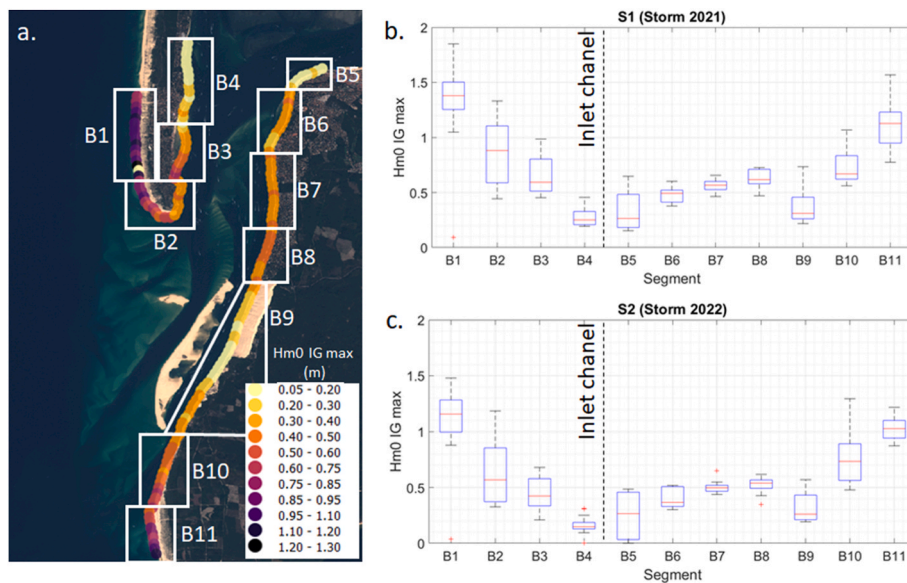 a.
B1
B2
B3
B4
B5
B6
B7
B8
B9
B10
B11
Hm0 IG max
(m)
0.05 - 0.20
0.20 - 0.30
0.30 - 0.40
0.40 - 0.50
0.50 - 0.60
0.60 - 0.75
0.75 - 0.85
0.85 - 0.95
0.95 - 1.10
1.10 - 1.20
1.20 - 1.30
b.
S1 (Storm 2021)
Hm0 IG max
2
1.5
1
0.5
0
Inlet channel
B1 B2 B3 B4 B5 B6 B7 B8 B9 B10 B11
Segment
c.
S2 (Storm 2022)
Hm0 IG max
2
1.5
1
0.5
0
Inlet chanel
B1 B2 B3 B4 B5 B6 B7 B8 B9 B10 B11
Segment